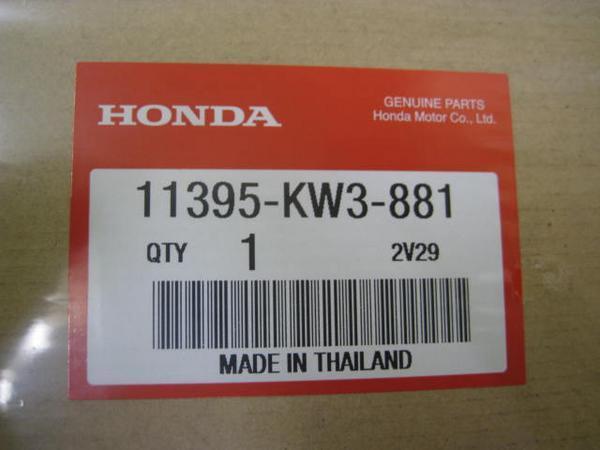 HONDA
GENUINE PARTS
Honda Motor Co., Ltd.
11395-KW3-881
QTY 1 2V29
MADE IN THAILAND